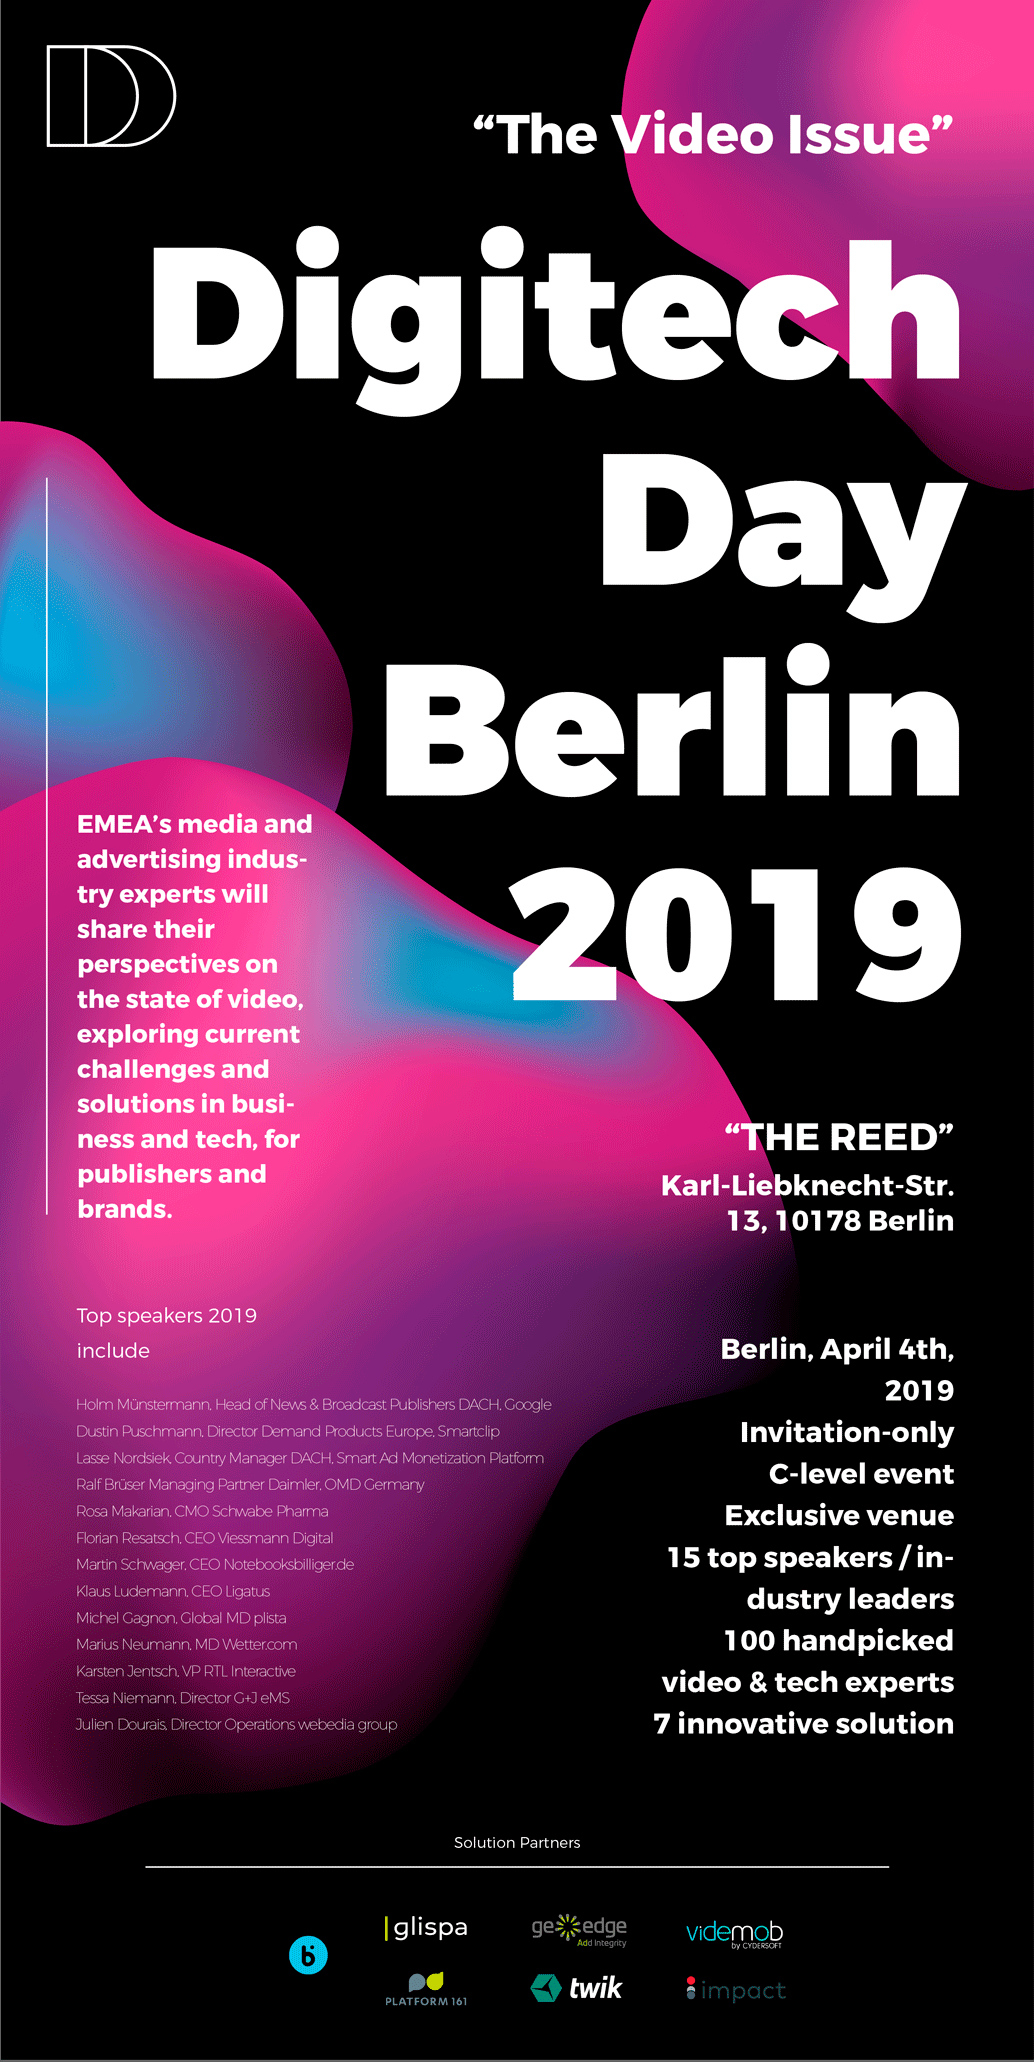 “The Video Issue”
Digitech
Day
Berlin
2019
EMEA’s media and
advertising indus-
try experts will
share their
perspectives on
the state of video,
exploring current
challenges and
solutions in busi-
ness and tech, for
publishers and
brands.
“THE REED”
Karl-Liebknecht-Str.
13, 10178 Berlin
Top speakers 2019
include
Holm Münstermann, Head of News & Broadcast Publishers DACH, Google
Dustin Puschmann, Director Demand Products Europe, Smartclip
Lasse Nordsiek, Country Manager DACH, Smart Ad Monetization Platform
Ralf Brüser Managing Partner Daimler, OMD Germany
Rosa Makarian, CMO Schwabe Pharma
Florian Resatsch, CEO Viessmann Digital
Martin Schwager, CEO Notebooksbilliger.de
Klaus Ludemann, CEO Ligatus
Michel Gagnon, Global MD plista
Marius Neumann, MD Wetter.com
Karsten Jentsch, VP RTL Interactive
Tessa Niemann, Director G+J eMS
Julien Dourais, Director Operations webedia group
Berlin, April 4th,
2019
Invitation-only
C-level event
Exclusive venue
15 top speakers / in-
dustry leaders
100 handpicked
video & tech experts
7 innovative solution
Solution Partners
b
glispa
geoedge
Add Integrity
videmob
by CYDERSOFT
PLATFORM 161
twik
impact